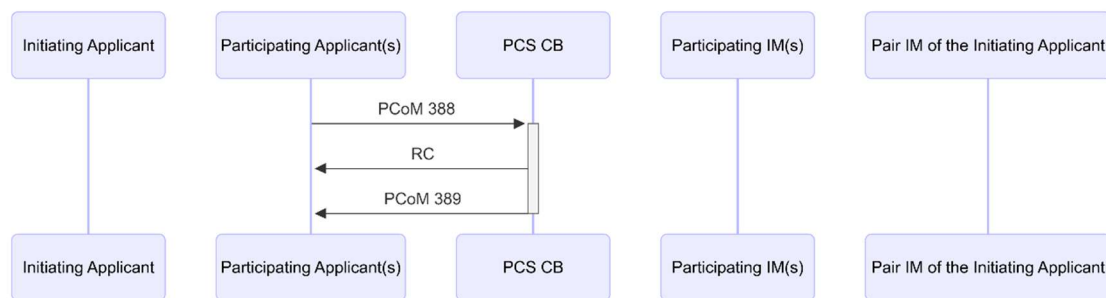 Initiating Applicant
Participating Applicant(s)
PCS CB
Participating IM(s)
Pair IM of the Initiating Applicant
PCoM 388
RC
PCoM 389
Initiating Applicant
Participating Applicant(s)
PCS CB
Participating IM(s)
Pair IM of the Initiating Applicant